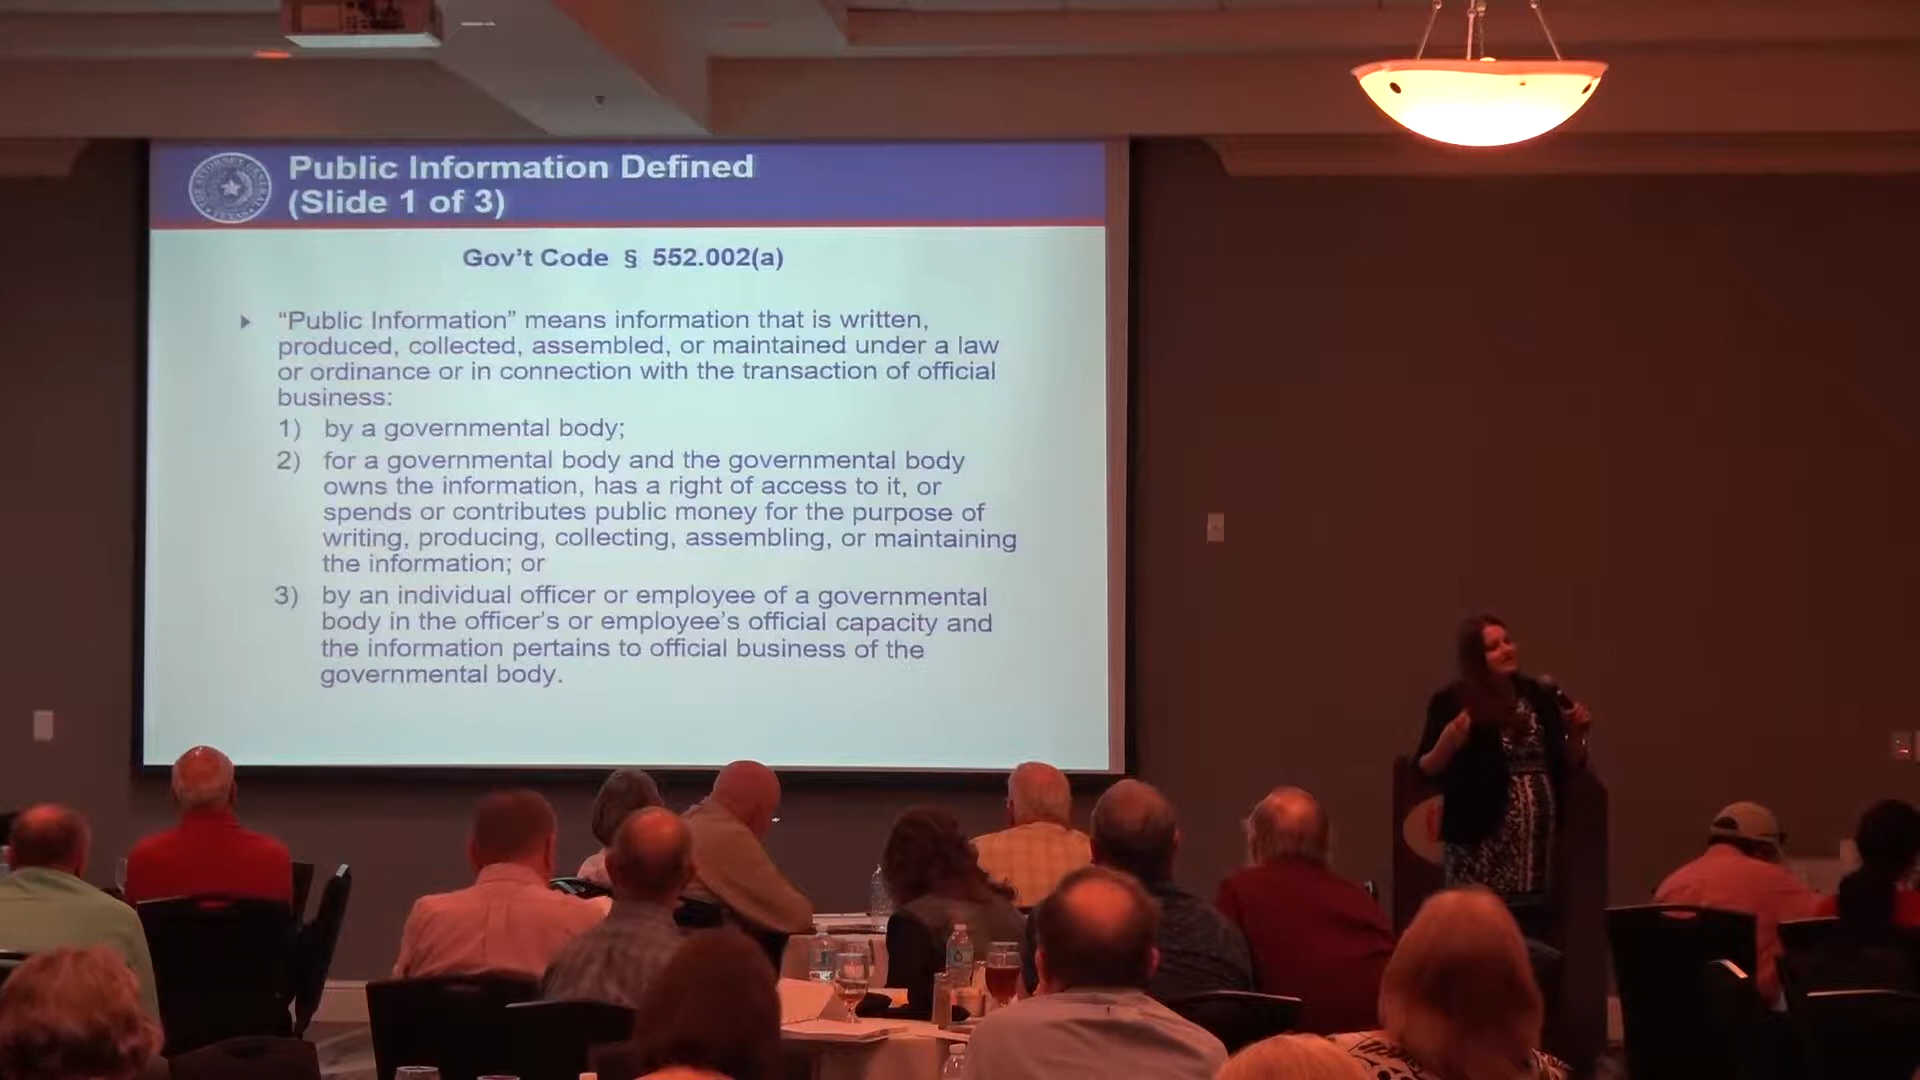 Public Information Defined
(Slide 1 of 3)
Gov't Code § 552.002(a)
"Public Information" means information that is written,
produced, collected, assembled, or maintained under a law
or ordinance or in connection with the transaction of official
business:
1) by a governmental body;
2) for a governmental body and the governmental body
owns the information, has a right of access to it, or
spends or contributes public money for the purpose of
writing, producing, collecting, assembling, or maintaining
the information; or
3) by an individual officer or employee of a governmental
body in the officer's or employee's official capacity and
the information pertains to official business of the
governmental body.